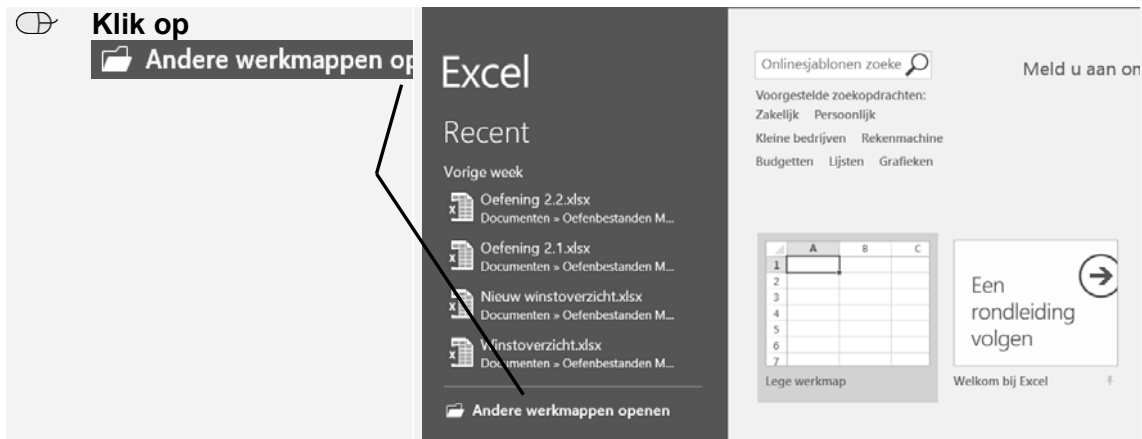 Klik op
Andere werkmappen op
Excel
Recent
Vorige week
Oefening 2.2.xlsx
Documenten » Oefenbestanden M...
Oefening 2.1.xlsx
Documenten » Oefenbestanden M...
Nieuw winstoverzicht.xlsx
Documenten » Oefenbestanden M...
Winstoverzicht.xlsx
Documenten » Oefenbestanden M...
Andere werkmappen openen
Onlinesjablonen zoeke
Meld u aan om
Voorgestelde zoekopdrachten:
Zakelijk Persoonlijk
Kleine bedrijven Rekenmachine
Budgetten Lijsten Grafieken
A B C
1
2
3
4
5
6
7
Lege werkmap
Een
rondleiding
volgen
Welkom bij Excel